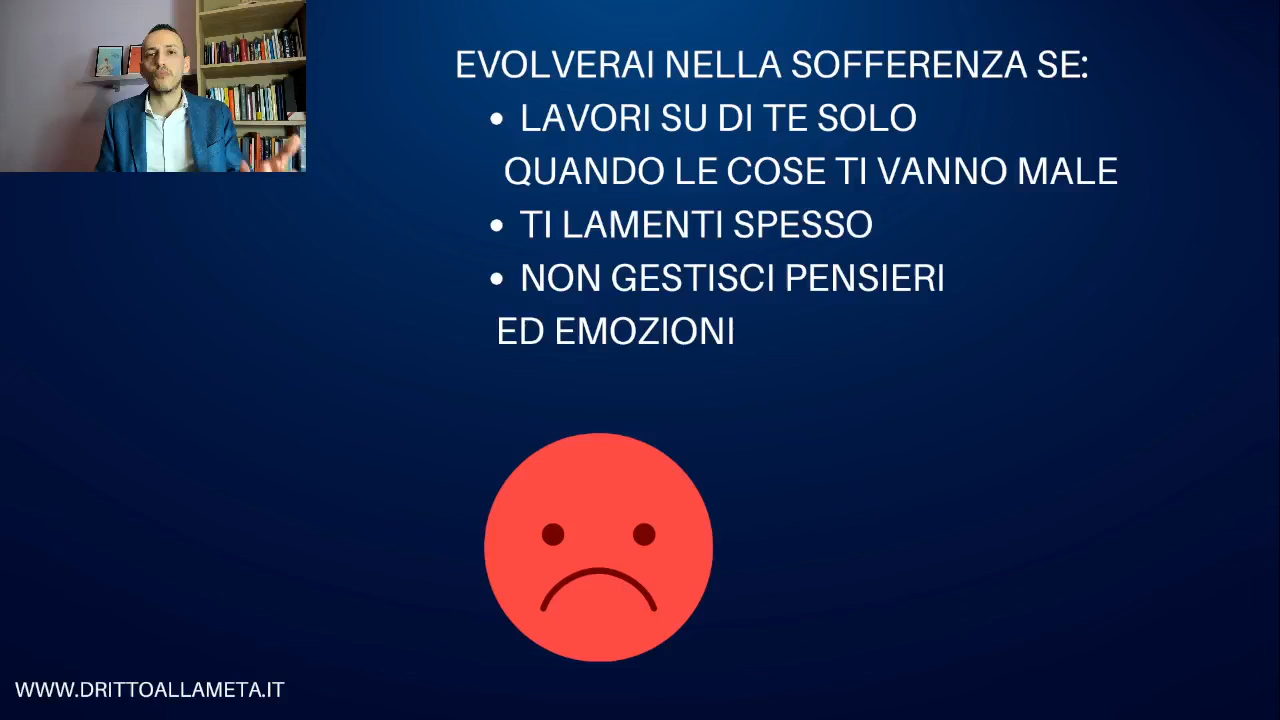 EVOLVERAI NELLA SOFFERENZA SE:
• LAVORI SU DI TE SOLO
QUANDO LE COSE TI VANNO MALE
• TI LAMENTI SPESSO
• NON GESTISCI PENSIERI
ED EMOZIONI
WWW.DRITTOALLAMETA.IT